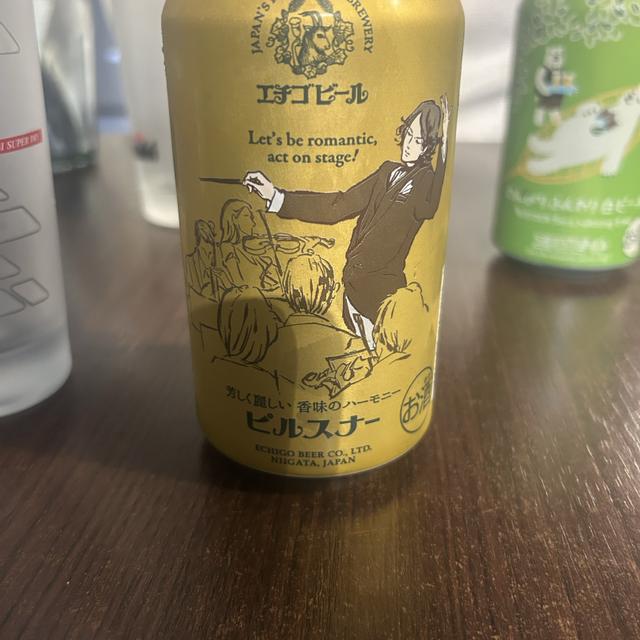 JAPAN'S
BREWERY
エチゴビール
Let's be romantic,
act on stage!
芳しく麗しい 香味のハーモニー
ピルスナー
お酒
ECHIGO BEER CO., LTD.
NIIGATA, JAPAN
SUPER